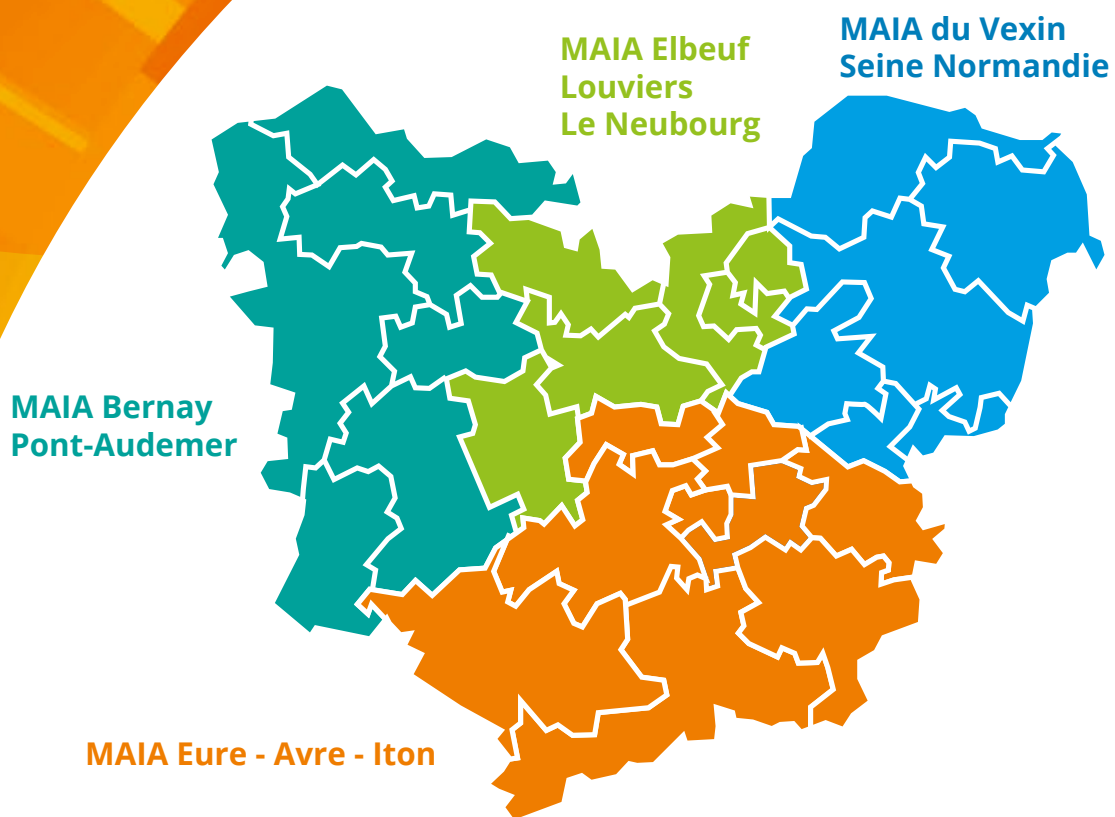 MAIA du Vexin
Seine Normandie
MAIA Elbeuf
Louviers
Le Neubourg
MAIA Bernay
Pont-Audemer
MAIA Eure - Avre - Iton